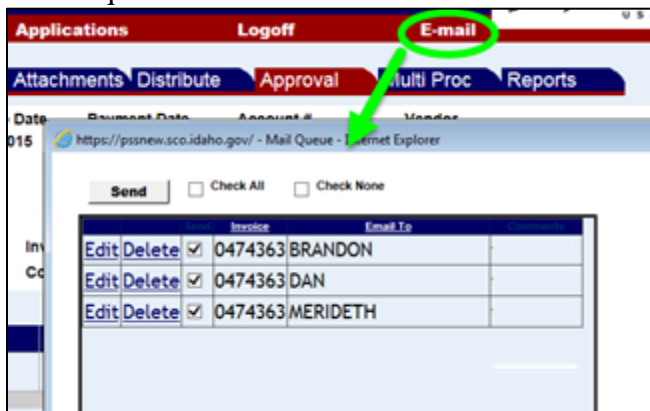 Applications Logoff E-mail
U S
Attachments Distribute Approval Multi Proc Reports
Date Payment Date Account # Vendor
015
https://pssnew.sco.idaho.gov/ - Mail Queue - Internet Explorer
Send Check All Check None
Send Invoice Email To Comments
Edit Delete 0474363 BRANDON
Edit Delete 0474363 DAN
Edit Delete 0474363 MERIDETH
Inv
Co